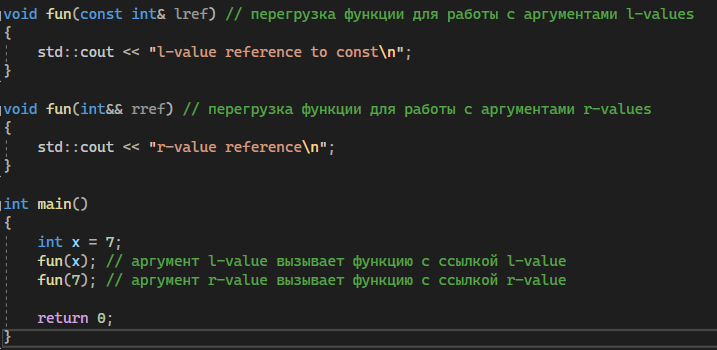 void fun(const int& lref) // перегрузка функции для работы с аргументами l-values
{
    std::cout << "l-value reference to const\n";
}

void fun(int&& rref) // перегрузка функции для работы с аргументами r-values
{
    std::cout << "r-value reference\n";
}

int main()
{
    int x = 7;
    fun(x); // аргумент l-value вызывает функцию с ссылкой l-value
    fun(7); // аргумент r-value вызывает функцию с ссылкой r-value

    return 0;
}